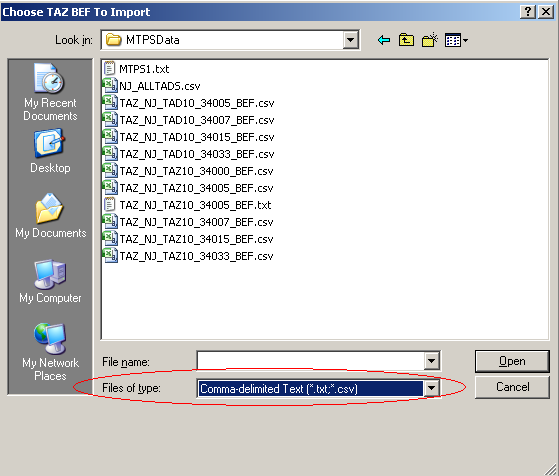 Choose TAZ BEF To Import
Look in: MTPSData
My Recent
Documents
Desktop
My Documents
My Computer
My Network
Places
MTPS1.txt
NJ_ALLTADS.csv
TAZ_NJ_TAD10_34005_BEF.csv
TAZ_NJ_TAD10_34007_BEF.csv
TAZ_NJ_TAD10_34015_BEF.csv
TAZ_NJ_TAD10_34033_BEF.csv
TAZ_NJ_TAZ10_34000_BEF.csv
TAZ_NJ_TAZ10_34005_BEF.csv
TAZ_NJ_TAZ10_34005_BEF.txt
TAZ_NJ_TAZ10_34007_BEF.csv
TAZ_NJ_TAZ10_34015_BEF.csv
TAZ_NJ_TAZ10_34033_BEF.csv
File name: Open
Files of type: Comma-delimited Text (*.txt;*.csv) Cancel